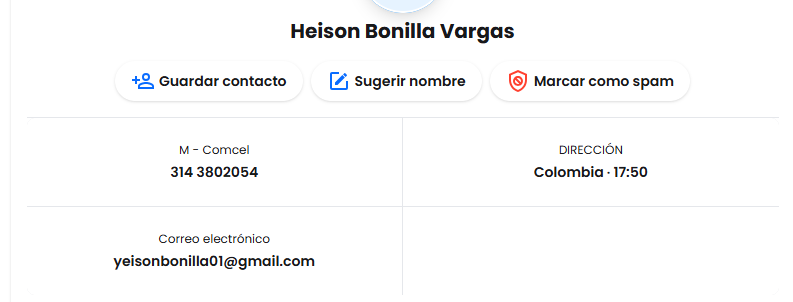 Heison Bonilla Vargas
Guardar contacto
Sugerir nombre
Marcar como spam
M - Comcel
314 3802054
DIRECCIÓN
Colombia · 17:50
Correo electrónico
yeisonbonilla01@gmail.com